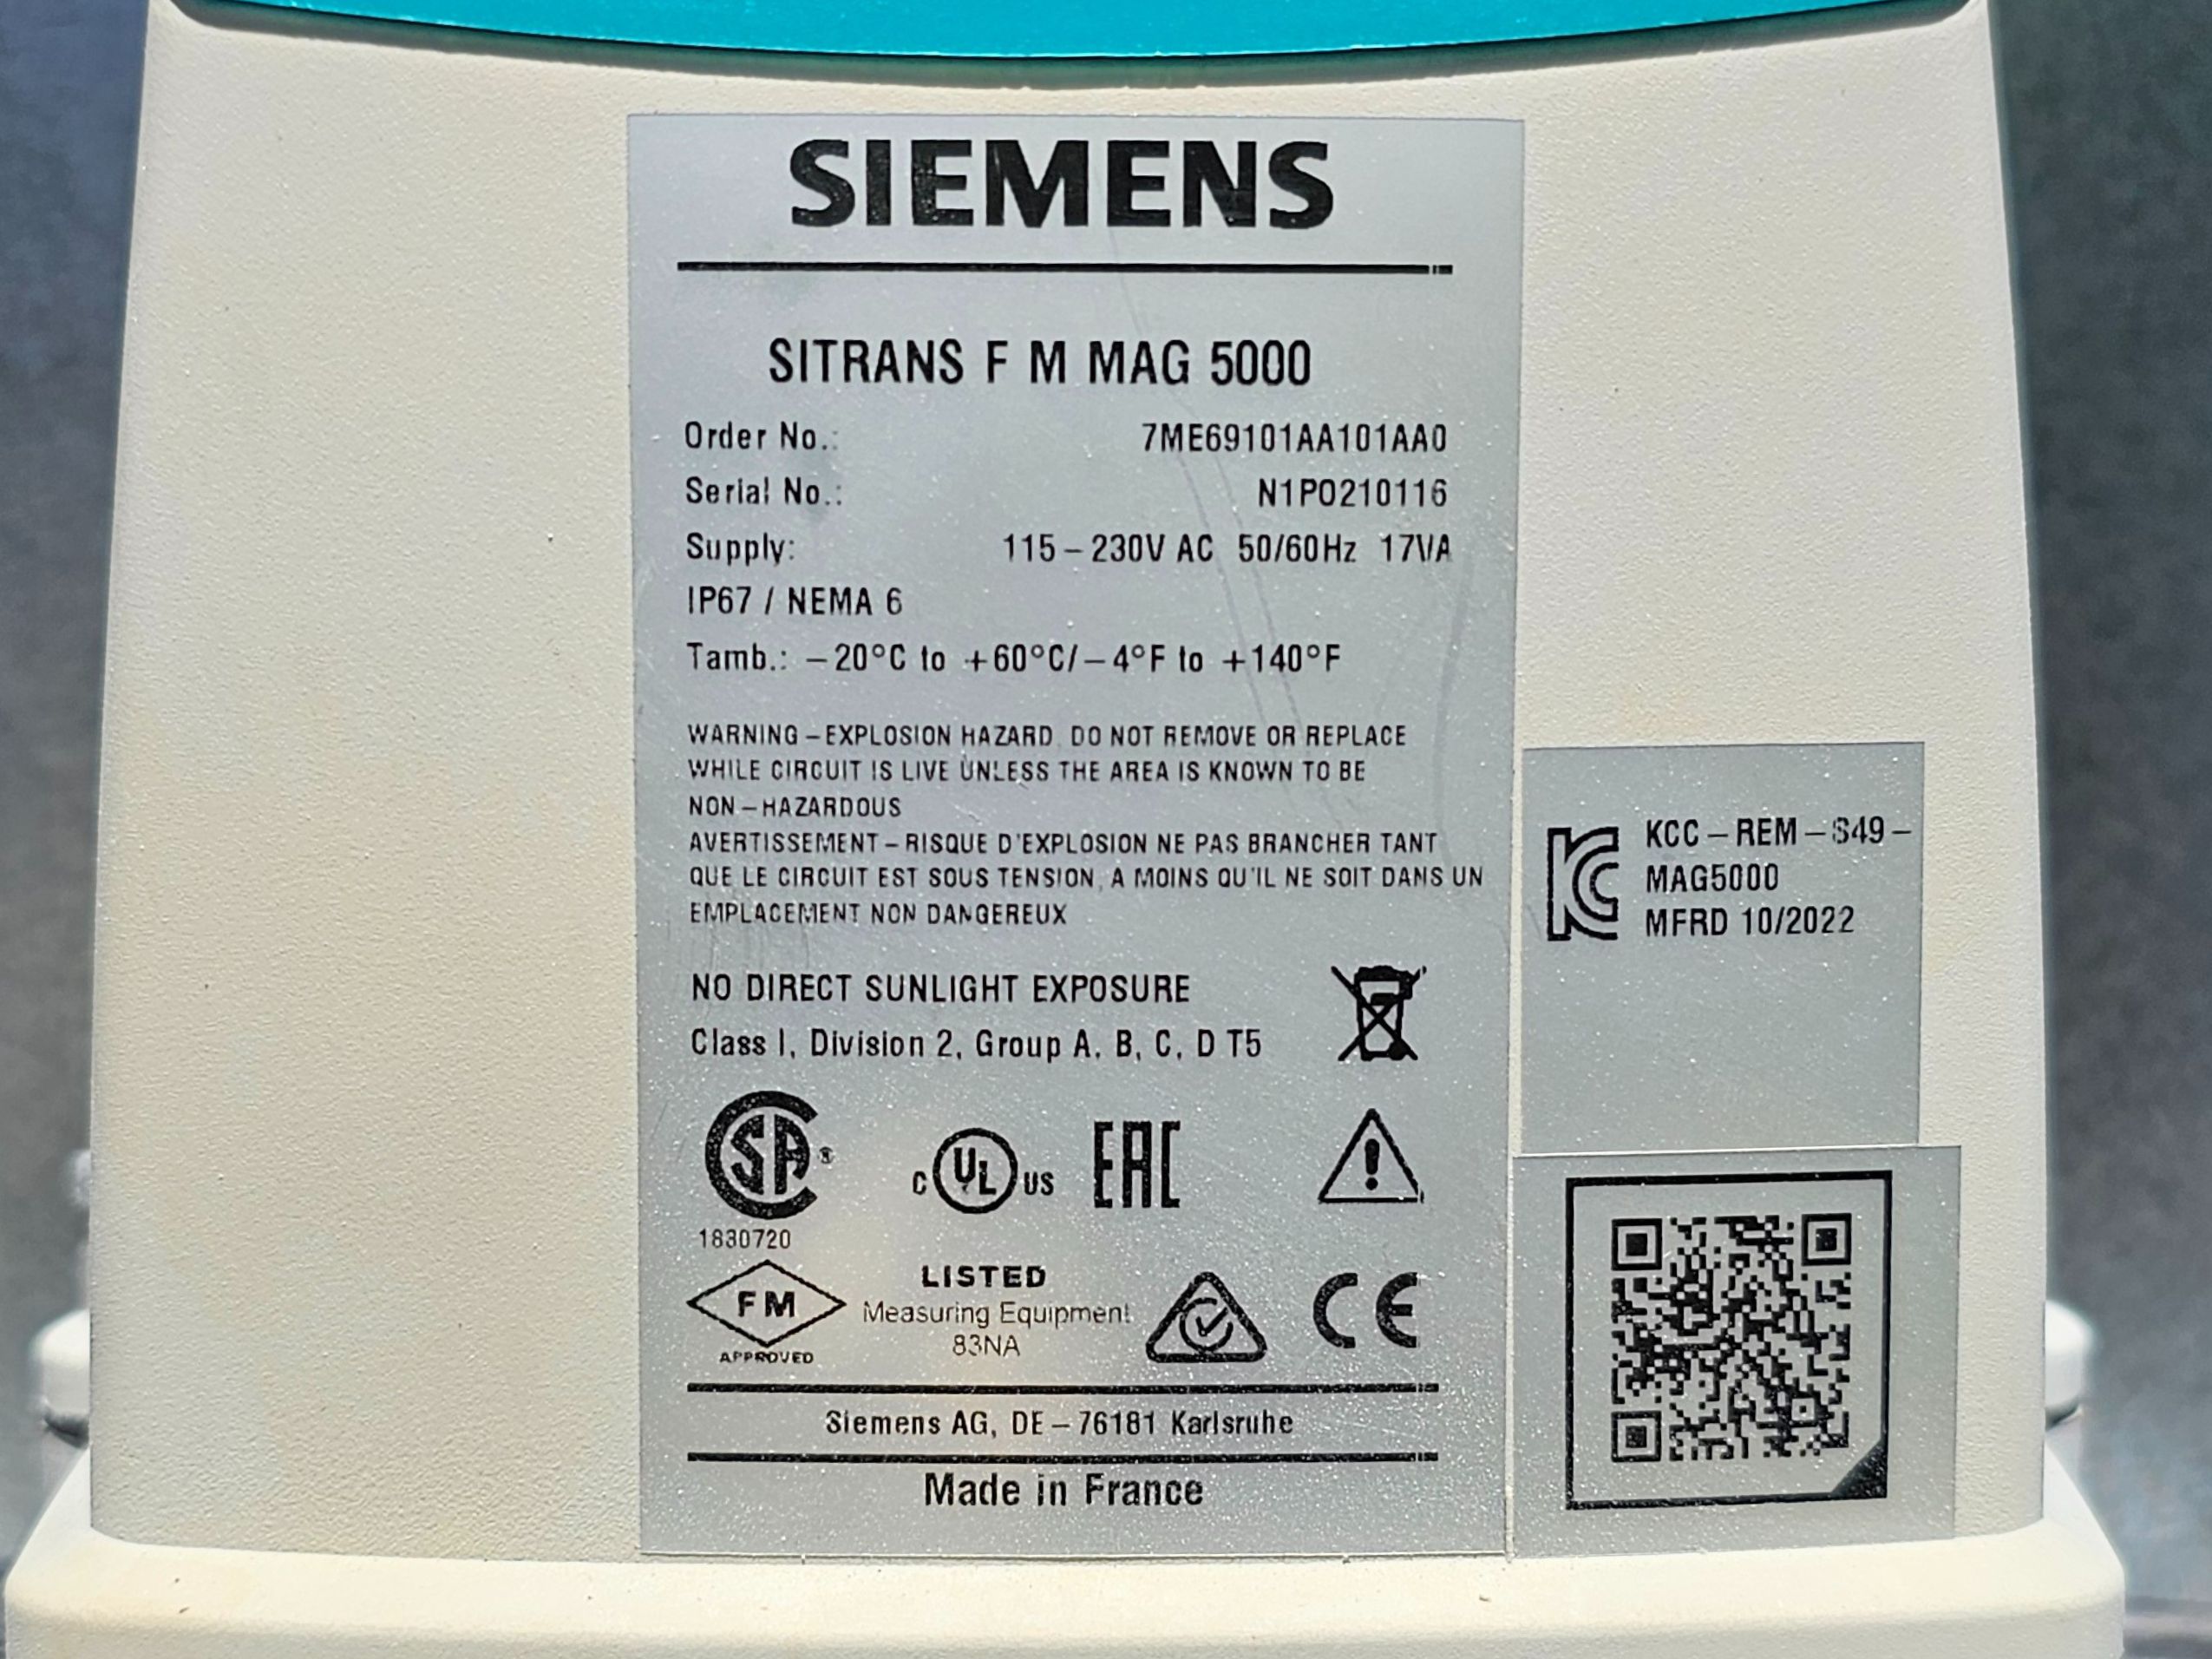 SIEMENS
SITRANS F M MAG 5000
Order No.: 7ME69101AA101AA0
Serial No.: N1P0210116
Supply: 115–230V AC 50/60Hz 17VA
IP67 / NEMA 6
Tamb.: –20°C to +60°C/–4°F to +140°F
WARNING–EXPLOSION HAZARD. DO NOT REMOVE OR REPLACE
WHILE CIRCUIT IS LIVE UNLESS THE AREA IS KNOWN TO BE
NON–HAZARDOUS
AVERTISSEMENT–RISQUE D'EXPLOSION NE PAS BRANCHER TANT
QUE LE CIRCUIT EST SOUS TENSION, A MOINS QU'IL NE SOIT DANS UN
EMPLACEMENT NON DANGEREUX
NO DIRECT SUNLIGHT EXPOSURE
Class I, Division 2, Group A, B, C, D T5
SA ®
1830720
C UL US
EAC
FM
APPROVED
LISTED
Measuring Equipment
83NA
CE
Siemens AG, DE–76181 Karlsruhe
Made in France
KC
KCC–REM–S49–
MAG5000
MFRD 10/2022